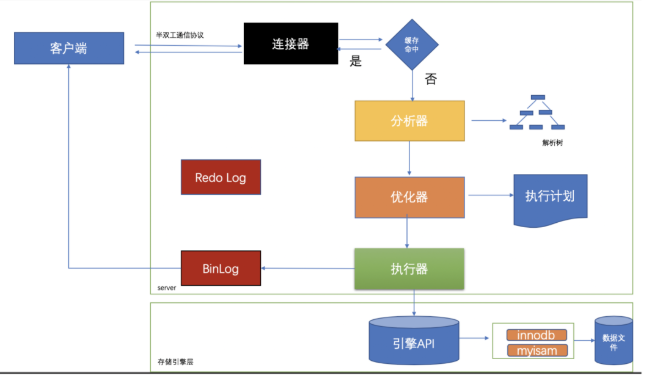 半双工通信协议
客户端
连接器
缓存
命中
是
否
分析器
解析树
Redo Log
优化器
执行计划
BinLog
执行器
server
引擎API
innodb
myisam
数据文
件
存储引擎层